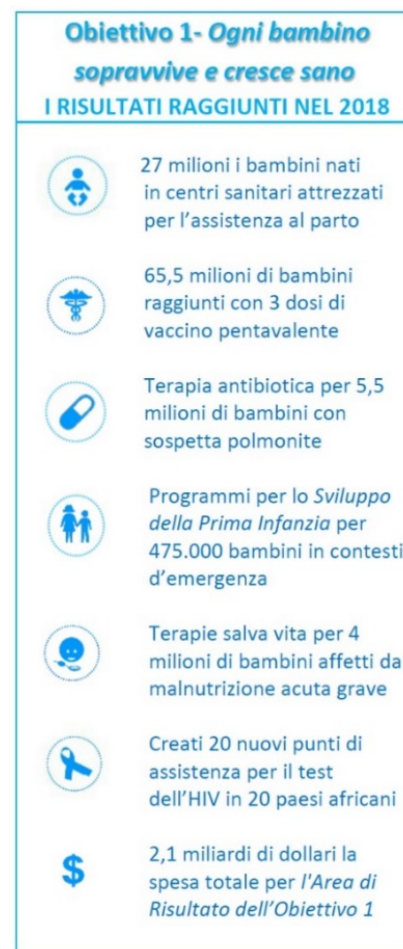 Obiettivo 1- Ogni bambino
sopravvive e cresce sano
I RISULTATI RAGGIUNTI NEL 2018
27 milioni i bambini nati
in centri sanitari attrezzati
per l’assistenza al parto
65,5 milioni di bambini
raggiunti con 3 dosi di
vaccino pentavalente
Terapia antibiotica per 5,5
milioni di bambini con
sospetta polmonite
Programmi per lo Sviluppo
della Prima Infanzia per
475.000 bambini in contesti
d’emergenza
Terapie salva vita per 4
milioni di bambini affetti da
malnutrizione acuta grave
Creati 20 nuovi punti di
assistenza per il test
dell’HIV in 20 paesi africani
$
2,1 miliardi di dollari la
spesa totale per l'Area di
Risultato dell’Obiettivo 1